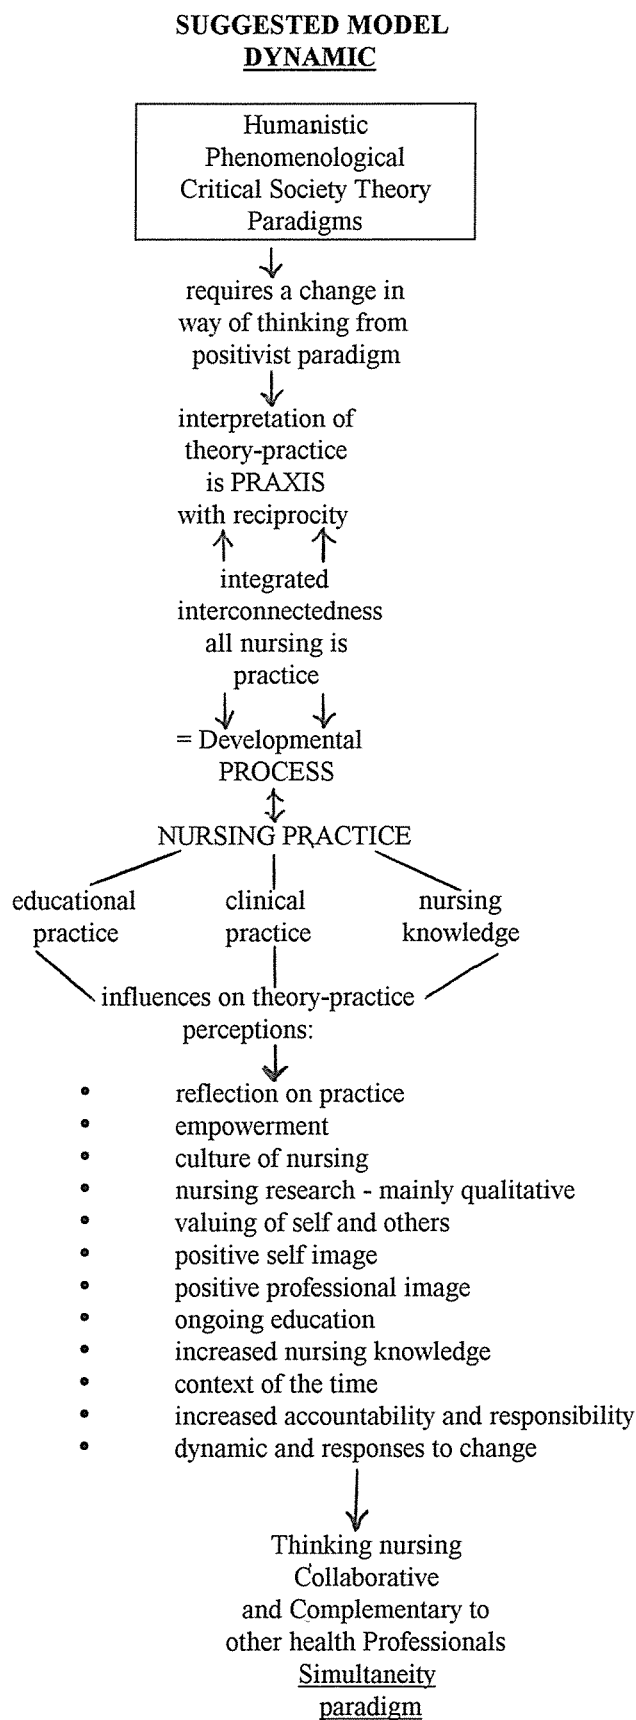 SUGGESTED MODEL
DYNAMIC
Humanistic
Phenomenological
Critical Society Theory
Paradigms
requires a change in
way of thinking from
positivist paradigm
interpretation of
theory-practice
is PRAXIS
with reciprocity
integrated
interconnectedness
all nursing is
practice
= Developmental
PROCESS
NURSING PRACTICE
educational clinical nursing
practice practice knowledge
influences on theory-practice
perceptions:
• reflection on practice
• empowerment
• culture of nursing
• nursing research - mainly qualitative
• valuing of self and others
• positive self image
• positive professional image
• ongoing education
• increased nursing knowledge
• context of the time
• increased accountability and responsibility
• dynamic and responses to change
Thinking nursing
Collaborative
and Complementary to
other health Professionals
Simultaneity
paradigm